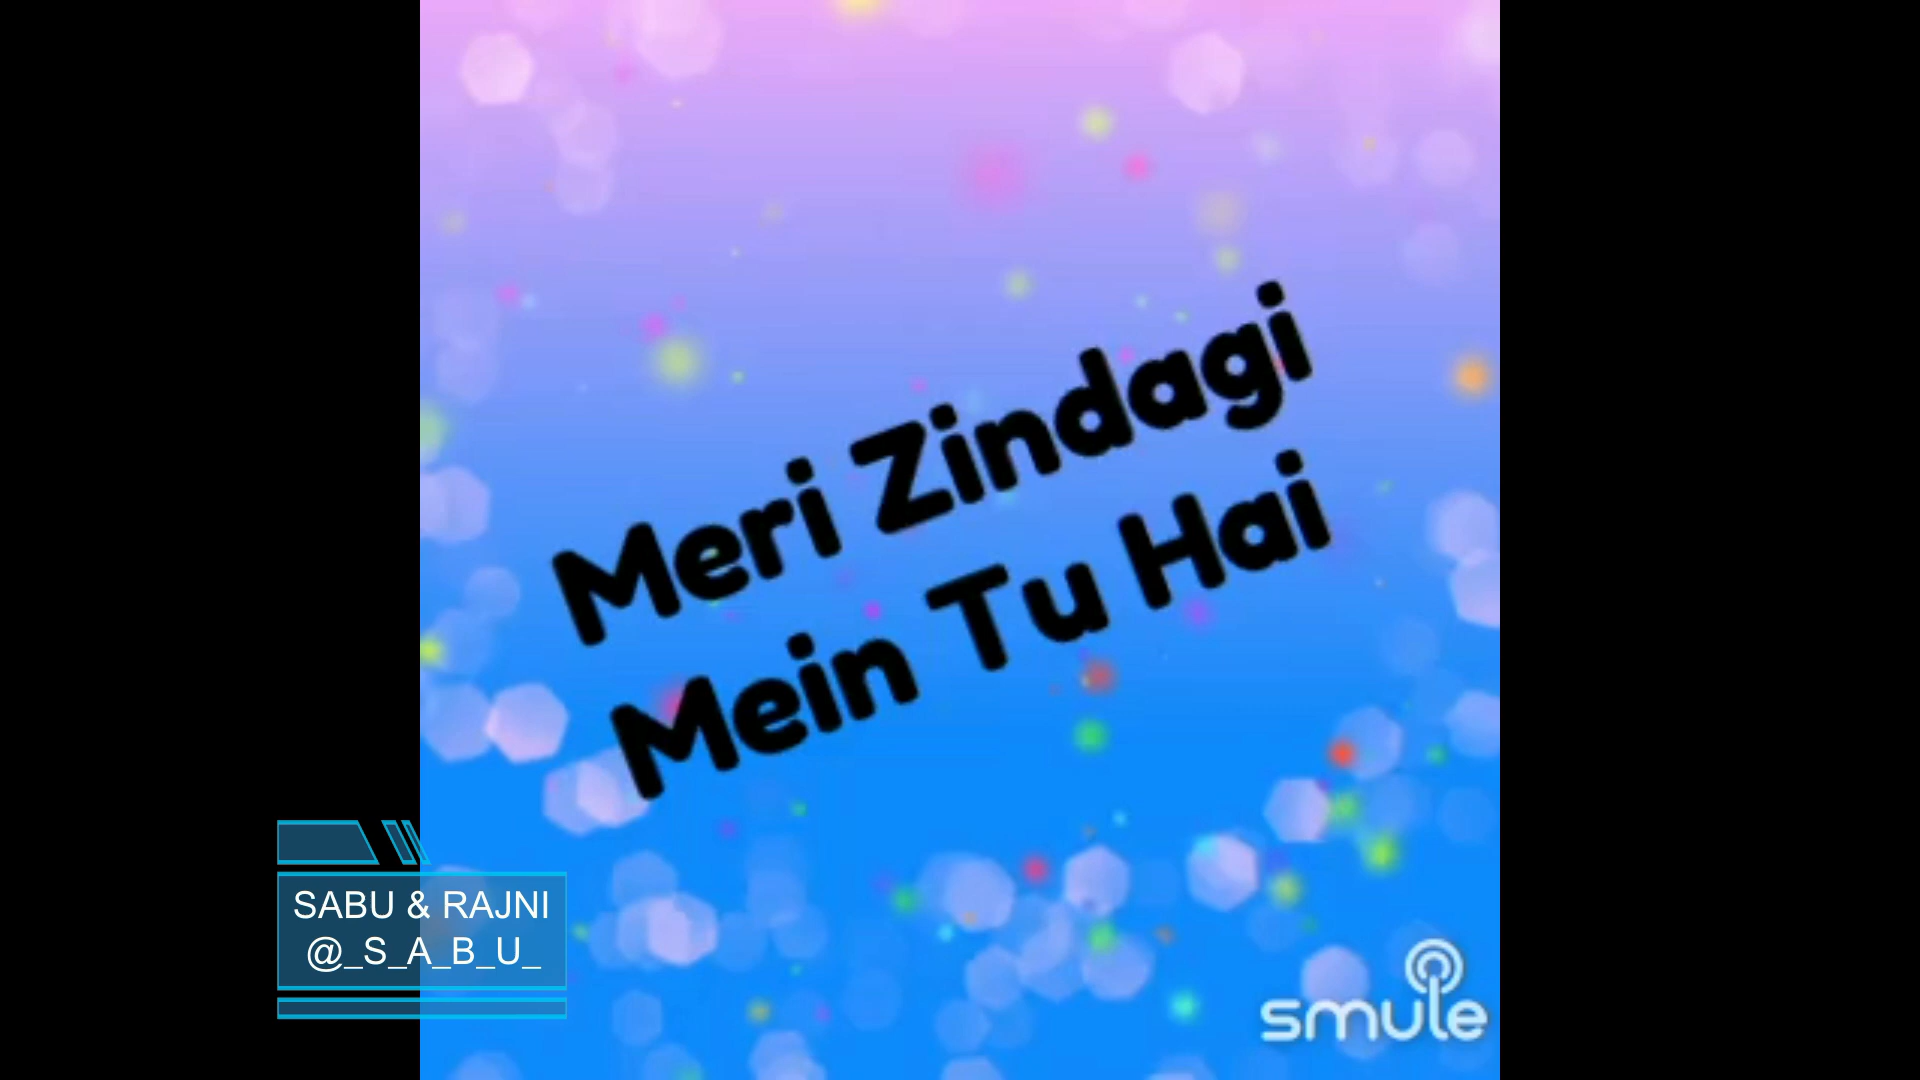 Meri Zindagi
Mein Tu Hai
SABU & RAJNI
@_S_A_B_U_
smule